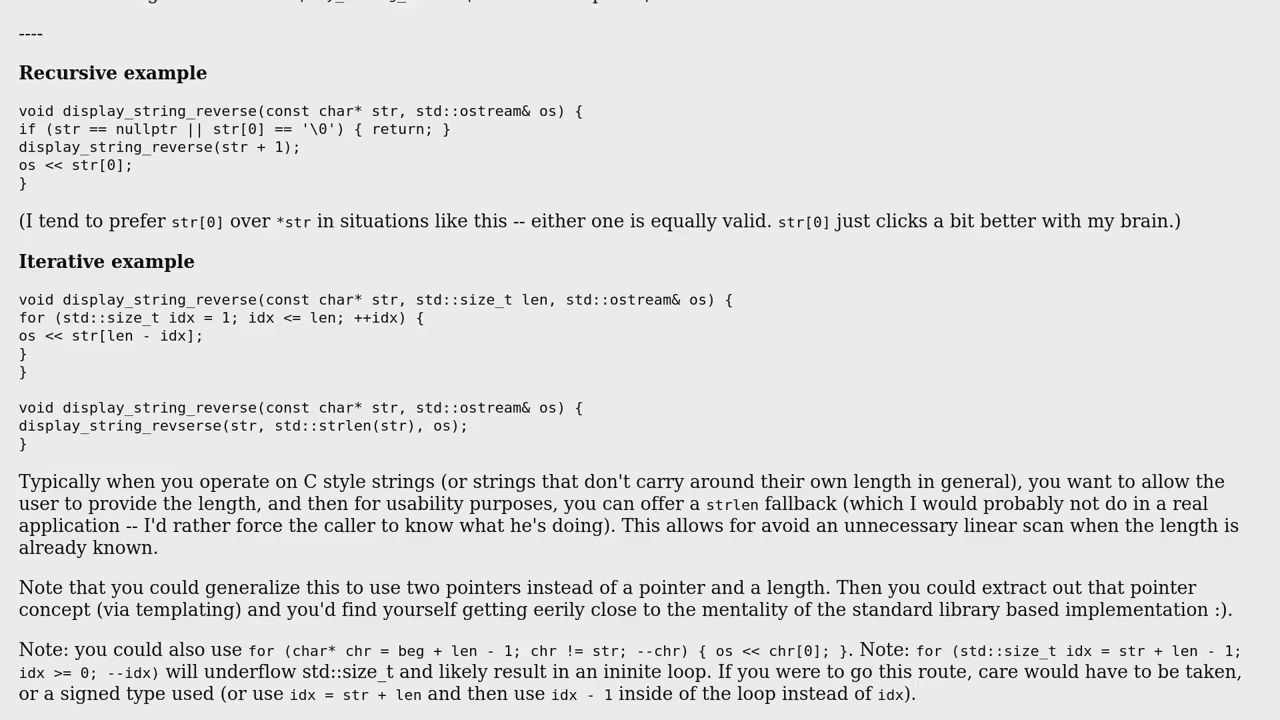 ----
Recursive example
void display_string_reverse(const char* str, std::ostream& os) {
if (str == nullptr || str[0] == '\0') { return; }
display_string_reverse(str + 1);
os << str[0];
}
(I tend to prefer str[0] over *str in situations like this -- either one is equally valid. str[0] just clicks a bit better with my brain.)
Iterative example
void display_string_reverse(const char* str, std::size_t len, std::ostream& os) {
for (std::size_t idx = 1; idx <= len; ++idx) {
os << str[len - idx];
}
}
void display_string_reverse(const char* str, std::ostream& os) {
display_string_revserse(str, std::strlen(str), os);
}
Typically when you operate on C style strings (or strings that don't carry around their own length in general), you want to allow the
user to provide the length, and then for usability purposes, you can offer a strlen fallback (which I would probably not do in a real
application -- I'd rather force the caller to know what he's doing). This allows for avoid an unnecessary linear scan when the length is
already known.
Note that you could generalize this to use two pointers instead of a pointer and a length. Then you could extract out that pointer
concept (via templating) and you'd find yourself getting eerily close to the mentality of the standard library based implementation :).
Note: you could also use for (char* chr = beg + len - 1; chr != str; --chr) { os << chr[0]; }. Note: for (std::size_t idx = str + len - 1;
idx >= 0; --idx) will underflow std::size_t and likely result in an ininite loop. If you were to go this route, care would have to be taken,
or a signed type used (or use idx = str + len and then use idx - 1 inside of the loop instead of idx).